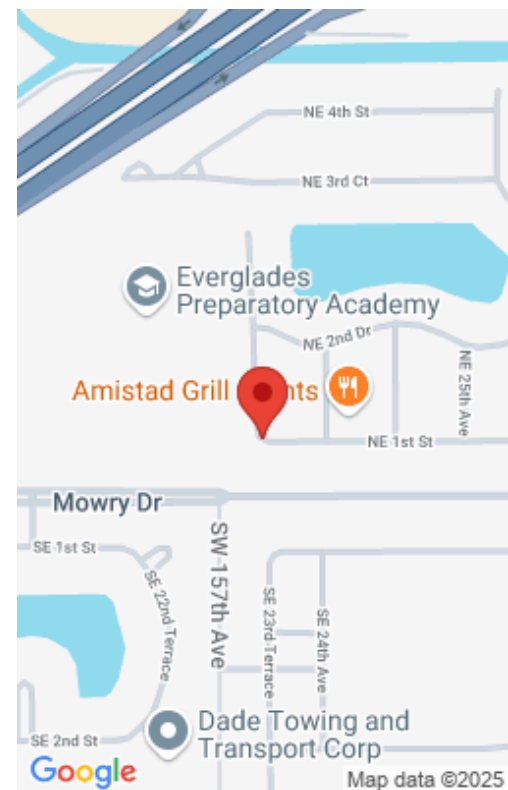 NE 4th St
NE 3rd Ct
Everglades
Preparatory Academy
NE 2nd Dr
NE 25th Ave
Amistad Grill
nts
NE 1st St
Mowry Dr
SE 1st St
SE 22nd Terrace
SW 157th Ave
SE 23rd Terrace
SE 24th Ave
SE 2nd St
Dade Towing and
Transport Corp
Google
Map data ©2025